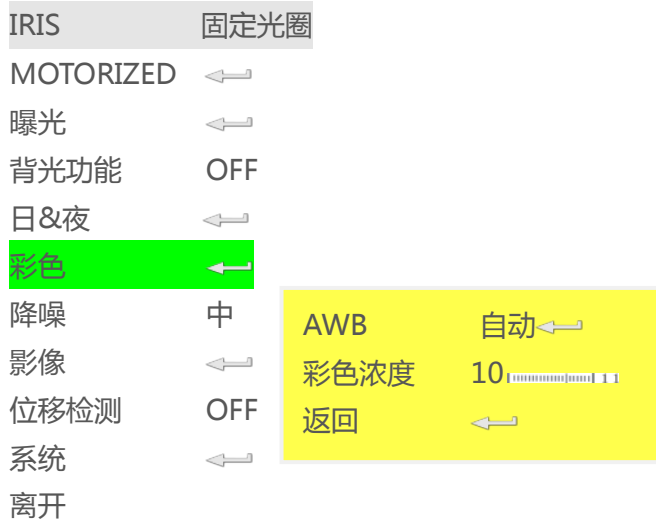 IRIS 固定光圈
MOTORIZED
曝光
背光功能 OFF
日&夜
彩色
降噪 中
影像
位移检测 OFF
系统
离开
AWB 自动
彩色浓度 10
返回